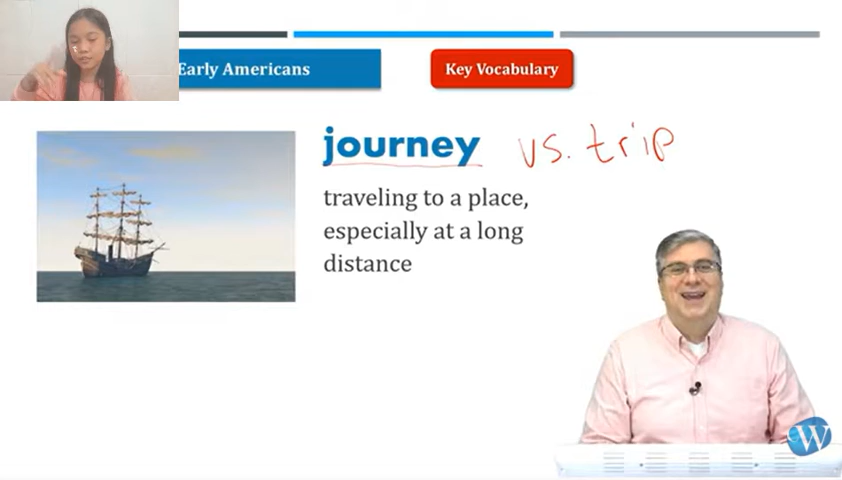 Early Americans
Key Vocabulary
journey vs. trip
traveling to a place,
especially at a long
distance
W